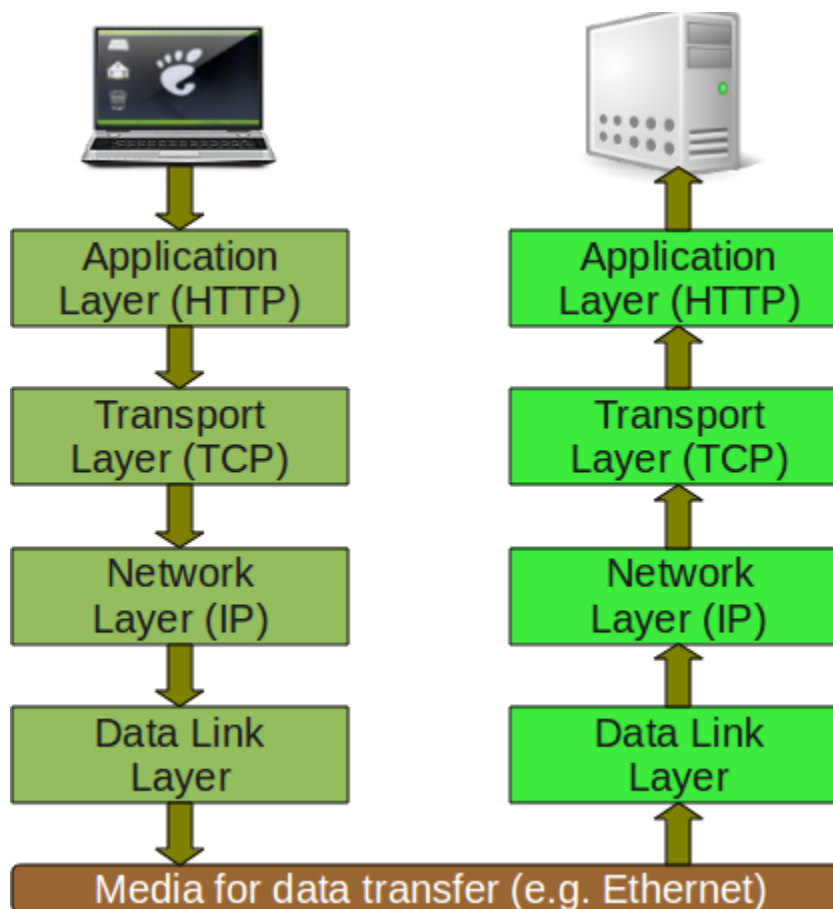 Application
Layer (HTTP)
Transport
Layer (TCP)
Network
Layer (IP)
Data Link
Layer
Application
Layer (HTTP)
Transport
Layer (TCP)
Network
Layer (IP)
Data Link
Layer
Media for data transfer (e.g. Ethernet)